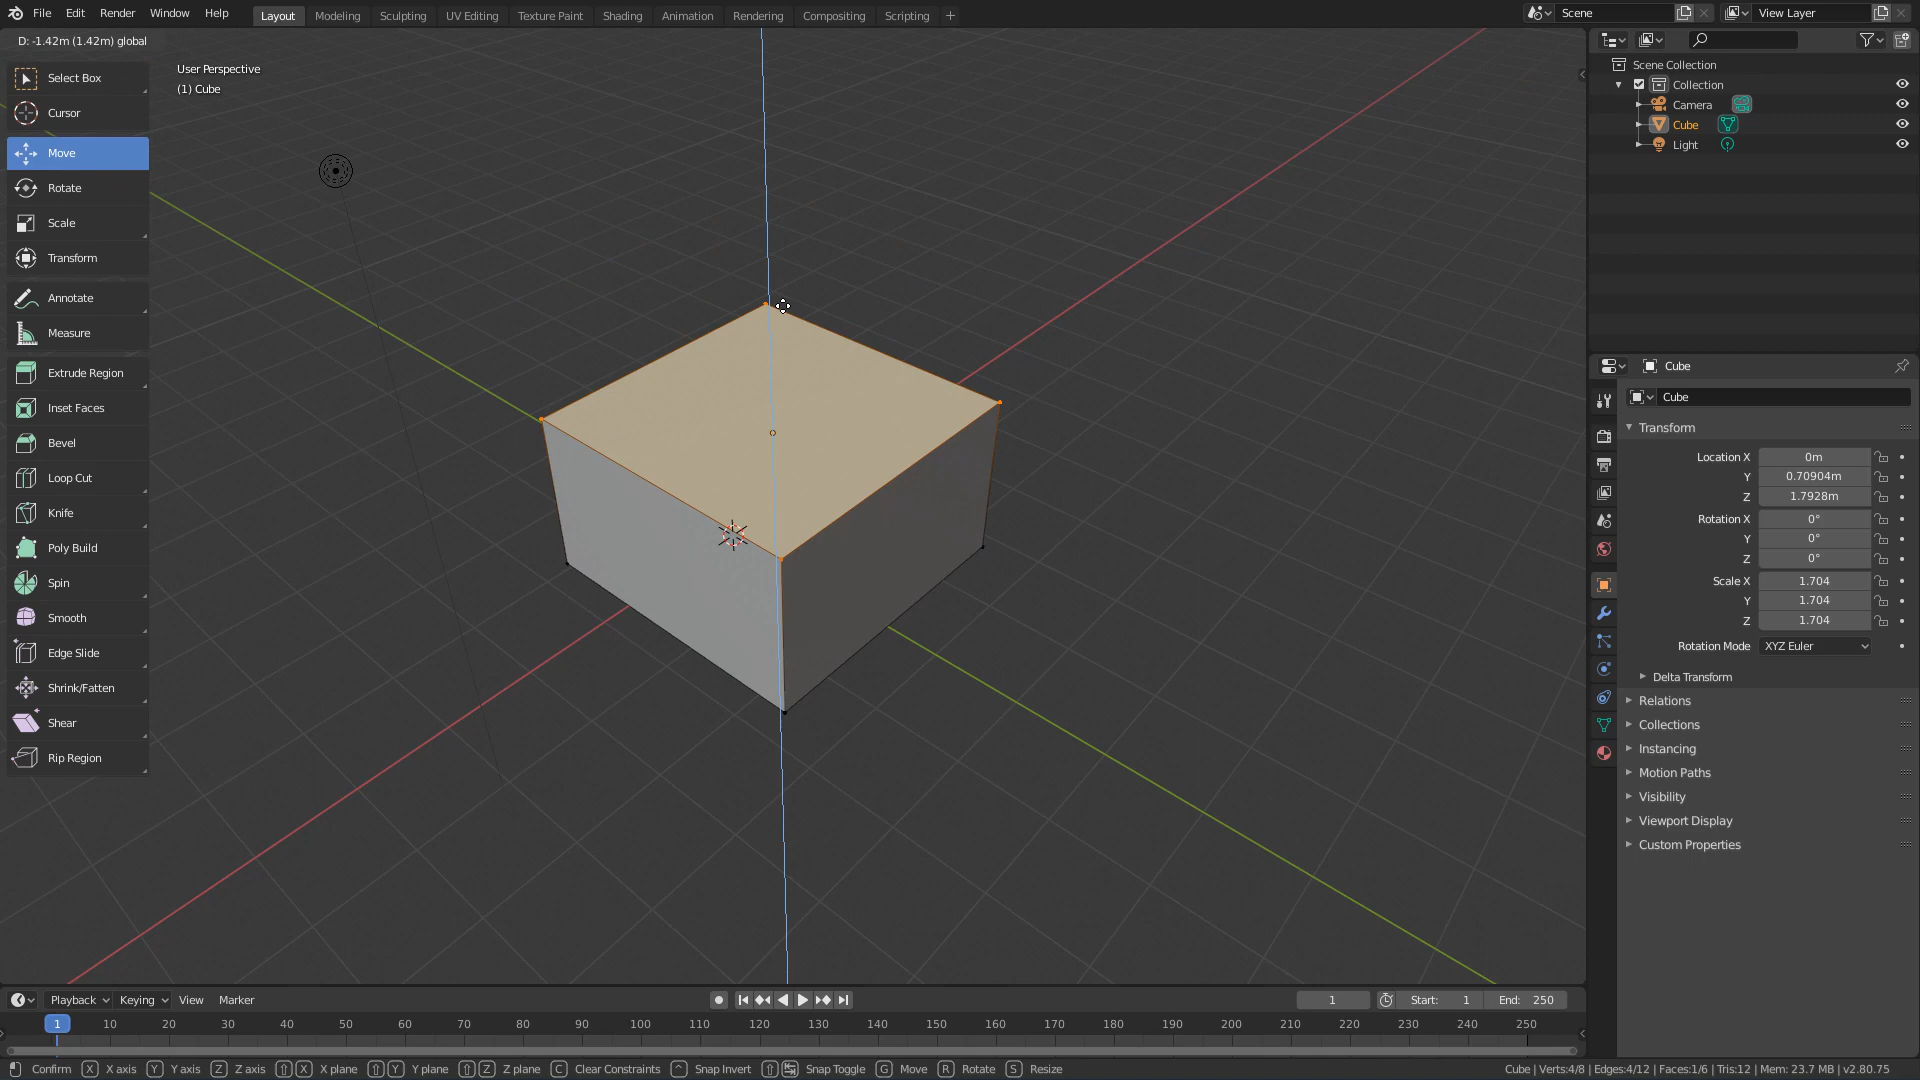 File Edit Render Window Help
Layout Modeling Sculpting UV Editing Texture Paint Shading Animation Rendering Compositing Scripting +
Scene
View Layer
D: -1.42m (1.42m) global
User Perspective
(1) Cube
Select Box
Cursor
Move
Rotate
Scale
Transform
Annotate
Measure
Extrude Region
Inset Faces
Bevel
Loop Cut
Knife
Poly Build
Spin
Smooth
Edge Slide
Shrink/Fatten
Shear
Rip Region
Scene Collection
Collection
Camera
Cube
Light
Cube
Cube
Transform
Location X 0m
Y 0.70904m
Z 1.7928m
Rotation X 0°
Y 0°
Z 0°
Scale X 1.704
Y 1.704
Z 1.704
Rotation Mode XYZ Euler
Delta Transform
Relations
Collections
Instancing
Motion Paths
Visibility
Viewport Display
Custom Properties
Playback Keying View Marker
1 Start: 1 End: 250
1 10 20 30 40 50 60 70 80 90 100 110 120 130 140 150 160 170 180 190 200 210 220 230 240 250
Confirm X X axis Y Y axis Z Z axis X X plane Y Y plane Z Z plane C Clear Constraints ^ Snap Invert Snap Toggle G Move R Rotate S Resize
Cube | Verts:4/8 | Edges:4/12 | Faces:1/6 | Tris:12 | Mem: 23.7 MB | v2.80.75